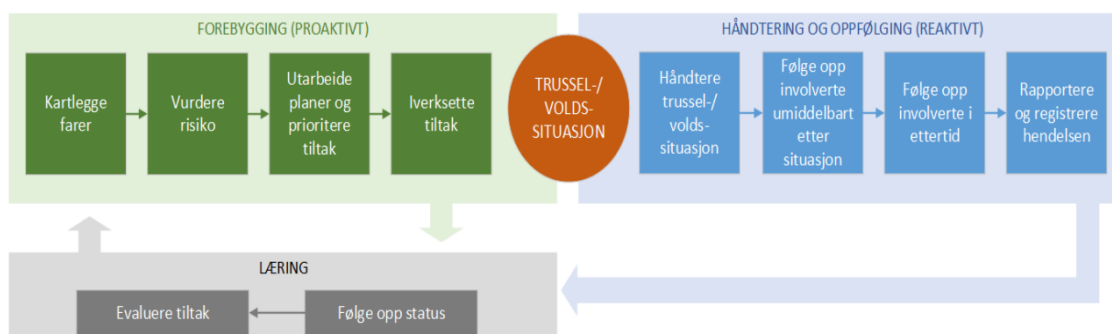 FOREBYGGING (PROAKTIVT)
Kartlegge
farer
Vurdere
risiko
Utarbeide
planer og
prioritere
tiltak
Iverksette
tiltak
TRUSSEL-/
VOLDS-
SITUASJON
HÅNDTERING OG OPPFØLGING (REAKTIVT)
Håndtere
trussel-/
volds-
situasjon
Følge opp
involverte
umiddelbart
etter
situasjon
Følge opp
involverte i
ettertid
Rapportere
og registrere
hendelsen
LÆRING
Evaluere tiltak
Følge opp status